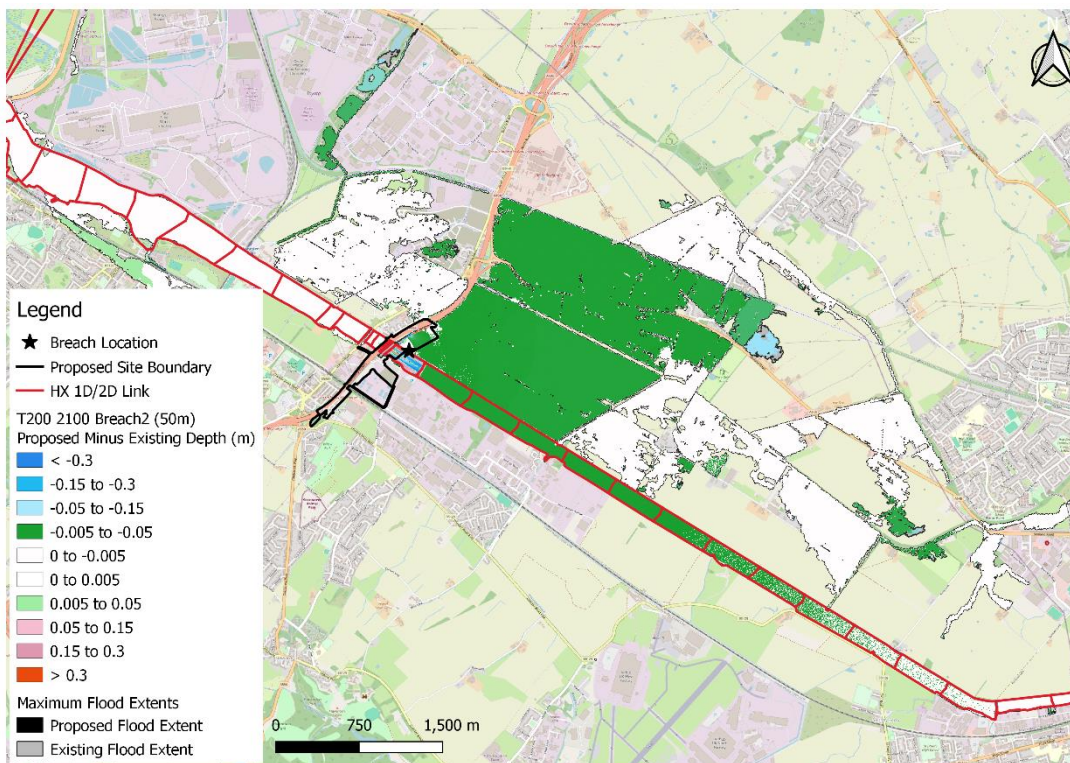 Legend
Breach Location
Proposed Site Boundary
HX 1D/2D Link
T200 2100 Breach2 (50m)
Proposed Minus Existing Depth (m)
< -0.3
-0.15 to -0.3
-0.05 to -0.15
-0.005 to -0.05
0 to -0.005
0 to 0.005
0.005 to 0.05
0.05 to 0.15
0.15 to 0.3
> 0.3
Maximum Flood Extents
Proposed Flood Extent
Existing Flood Extent
0 750 1,500 m